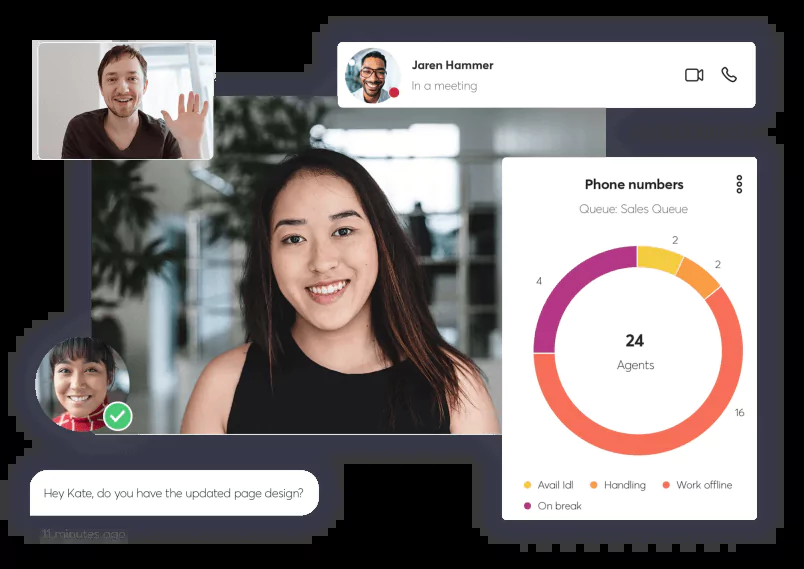 Jaren Hammer
In a meeting
Phone numbers
Queue: Sales Queue
2
2
4
24
Agents
16
Avail Idl
Handling
Work offline
On break
Hey Kate, do you have the updated page design?
11 minutes ago